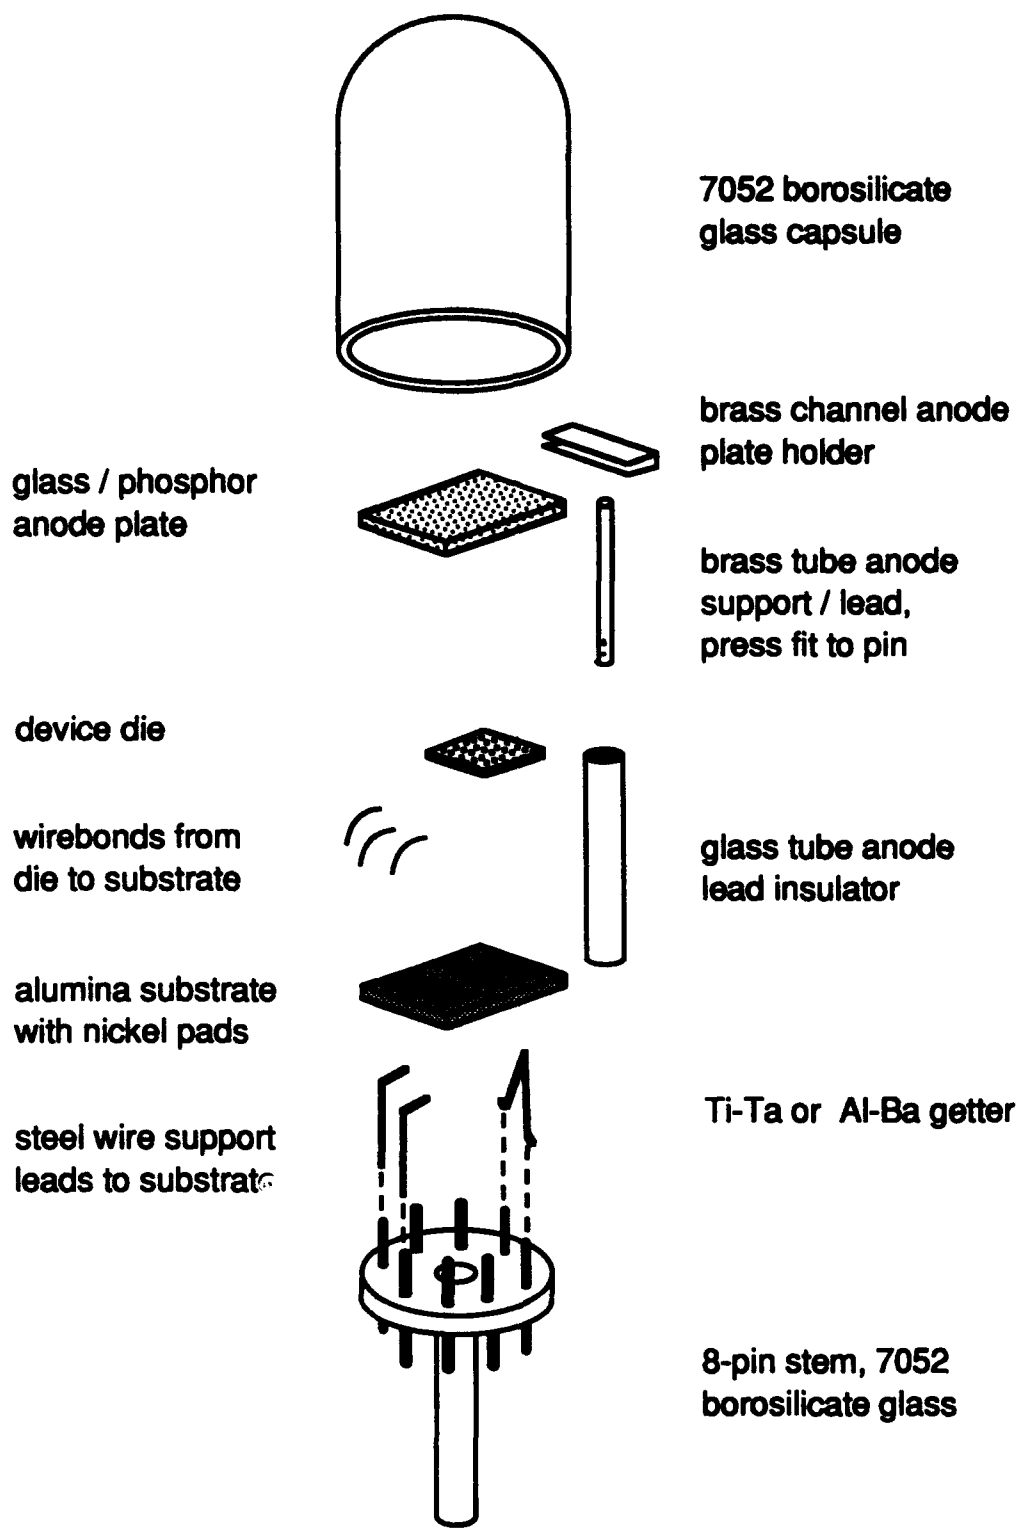 7052 borosilicate
glass capsule
brass channel anode
plate holder
glass / phosphor
anode plate
brass tube anode
support / lead,
press fit to pin
device die
wirebonds from
die to substrate
glass tube anode
lead insulator
alumina substrate
with nickel pads
Ti-Ta or Al-Ba getter
steel wire support
leads to substrate
8-pin stem, 7052
borosilicate glass